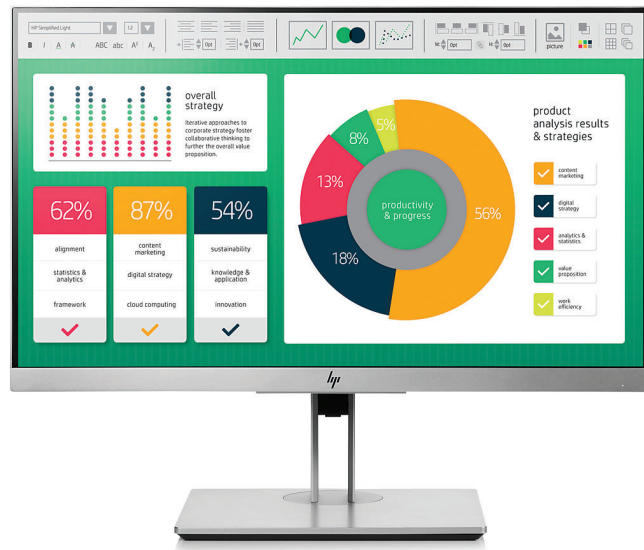 HP Simplified Light
12
B I A A ABC abc A² A₂
0pt
0pt
W: 0pt
H: 0pt
picture
overall
strategy
Iterative approaches to
corporate strategy foster
collaborative thinking to
further the overall value
proposition.
62%
alignment
statistics &
analytics
framework
87%
content
marketing
digital strategy
cloud computing
54%
sustainability
knowledge &
application
innovation
5%
8%
13%
18%
56%
productivity
& progress
product
analysis results
& strategies
content
marketing
digital
strategy
analytics &
statistics
value
proposition
work
efficiency
hp